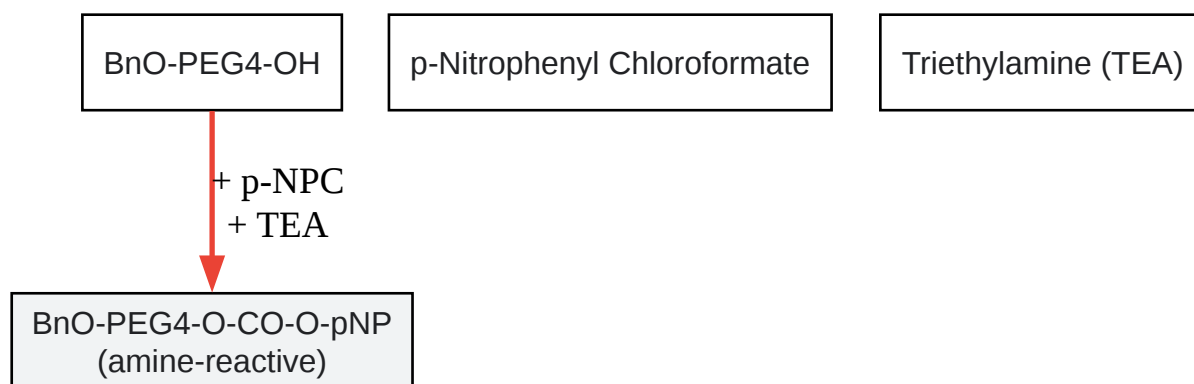 BnO-PEG4-OH
p-Nitrophenyl Chloroformate
Triethylamine (TEA)
+ p-NPC
+ TEA
BnO-PEG4-O-CO-O-pNP
(amine-reactive)